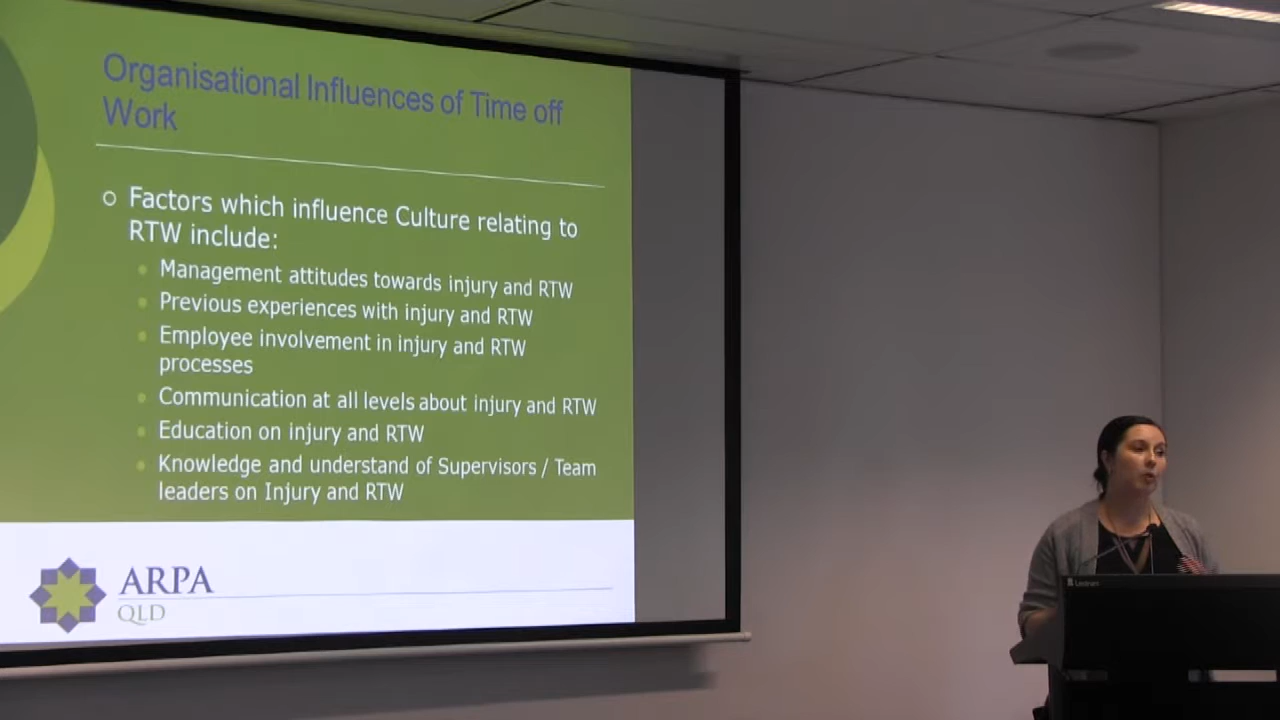 Organisational Influences of Time off
Work
Factors which influence Culture relating to
RTW include:
Management attitudes towards injury and RTW
Previous experiences with injury and RTW
Employee involvement in injury and RTW
processes
Communication at all levels about injury and RTW
Education on injury and RTW
Knowledge and understand of Supervisors / Team
leaders on Injury and RTW
ARPA
QLD